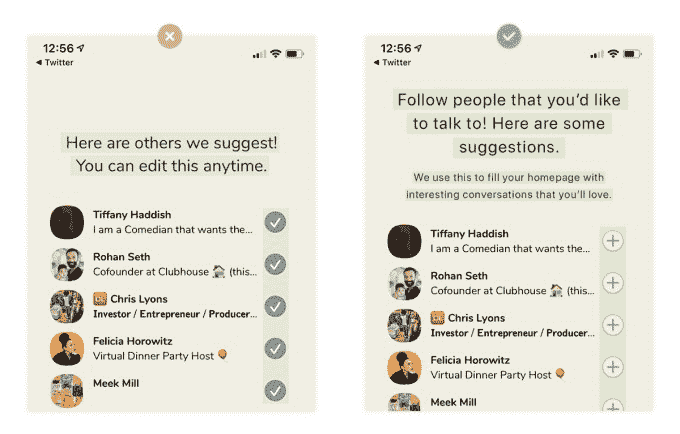 12:56
Twitter
Here are others we suggest!
You can edit this anytime.
Tiffany Haddish
I am a Comedian that wants the...
Rohan Seth
Cofounder at Clubhouse 🏠 (this...
Chris Lyons
Investor / Entrepreneur / Producer...
Felicia Horowitz
Virtual Dinner Party Host 🎈
Meek Mill
12:56
Twitter
Follow people that you’d like
to talk to! Here are some
suggestions.
We use this to fill your homepage with
interesting conversations that you’ll love.
Tiffany Haddish
I am a Comedian that wants the...
Rohan Seth
Cofounder at Clubhouse 🏠 (this...
Chris Lyons
Investor / Entrepreneur / Producer...
Felicia Horowitz
Virtual Dinner Party Host 🎈
Meek Mill